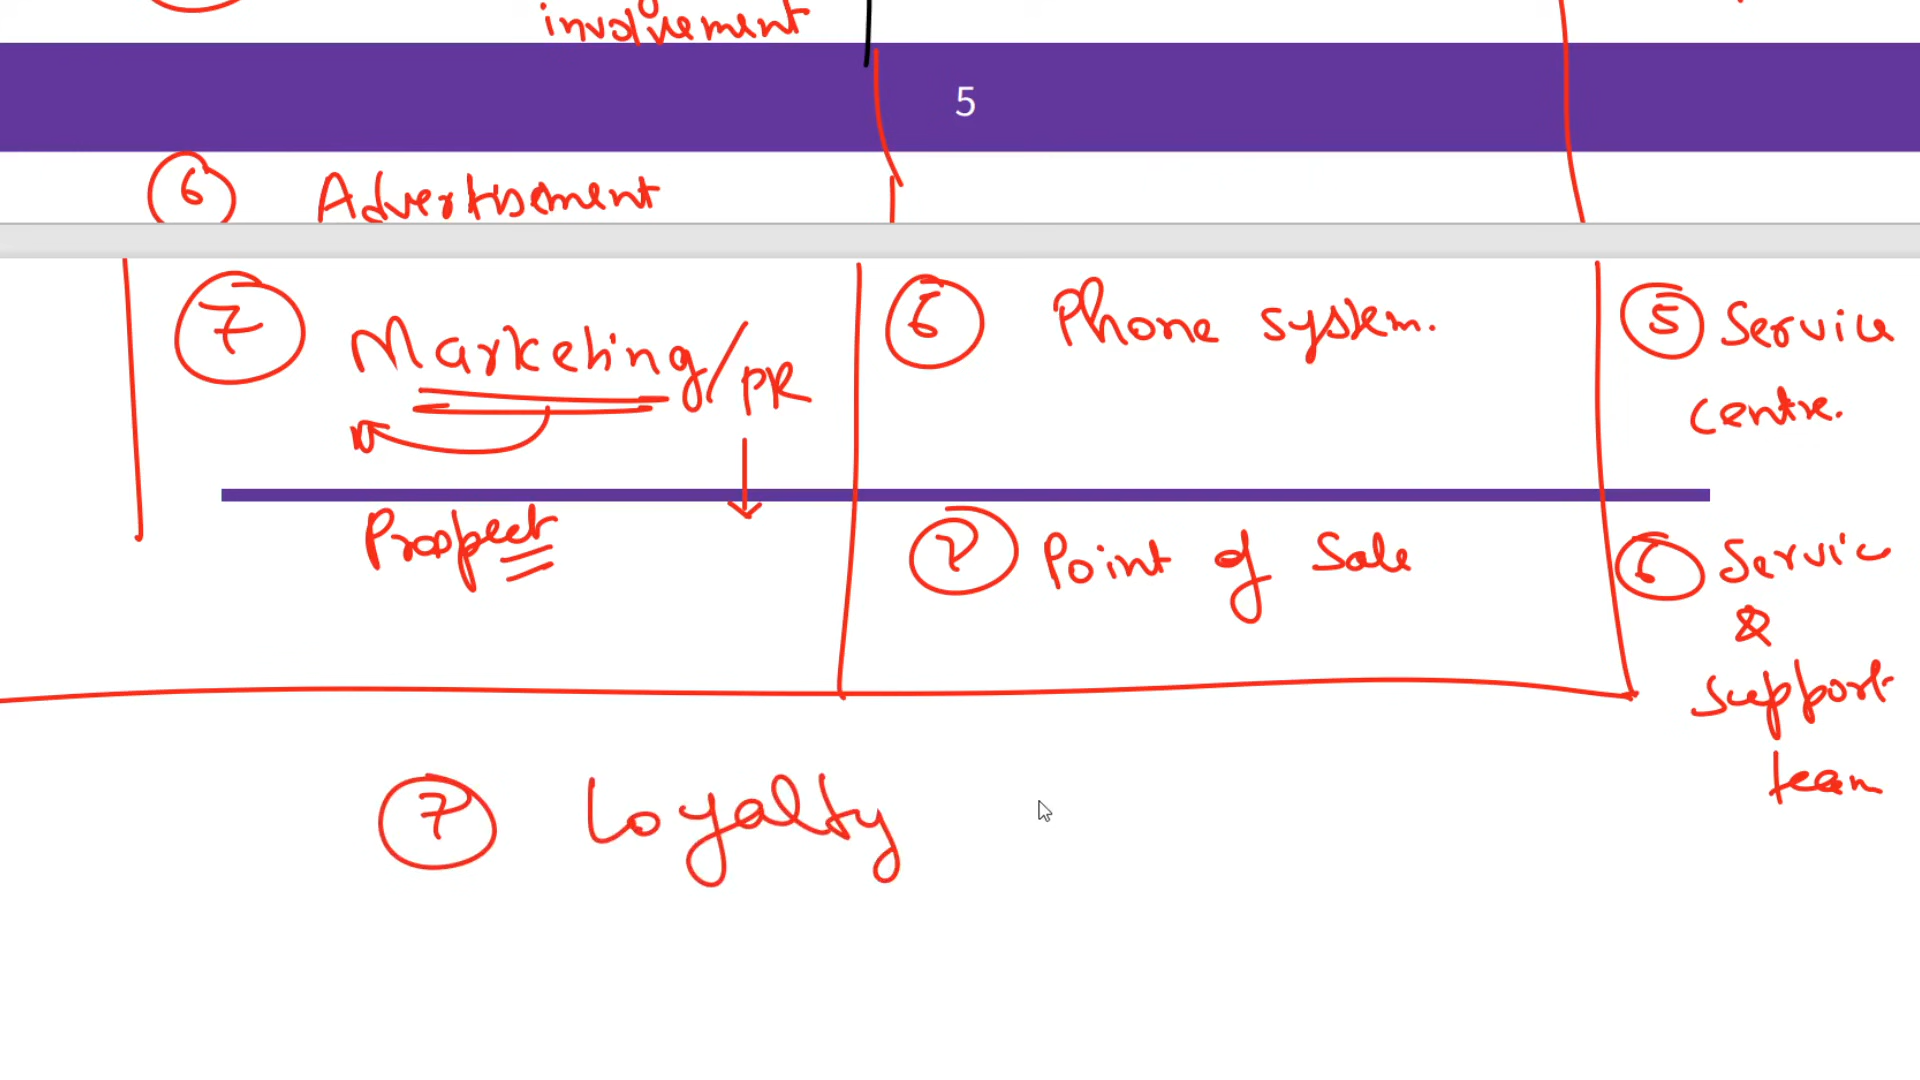 involvement
5
6 Advertisement
7 Marketing/PR
Prospect
6 Phone system.
7 Point of Sale
5 Service
centre.
6 Service
&
support
team
7 Loyalty